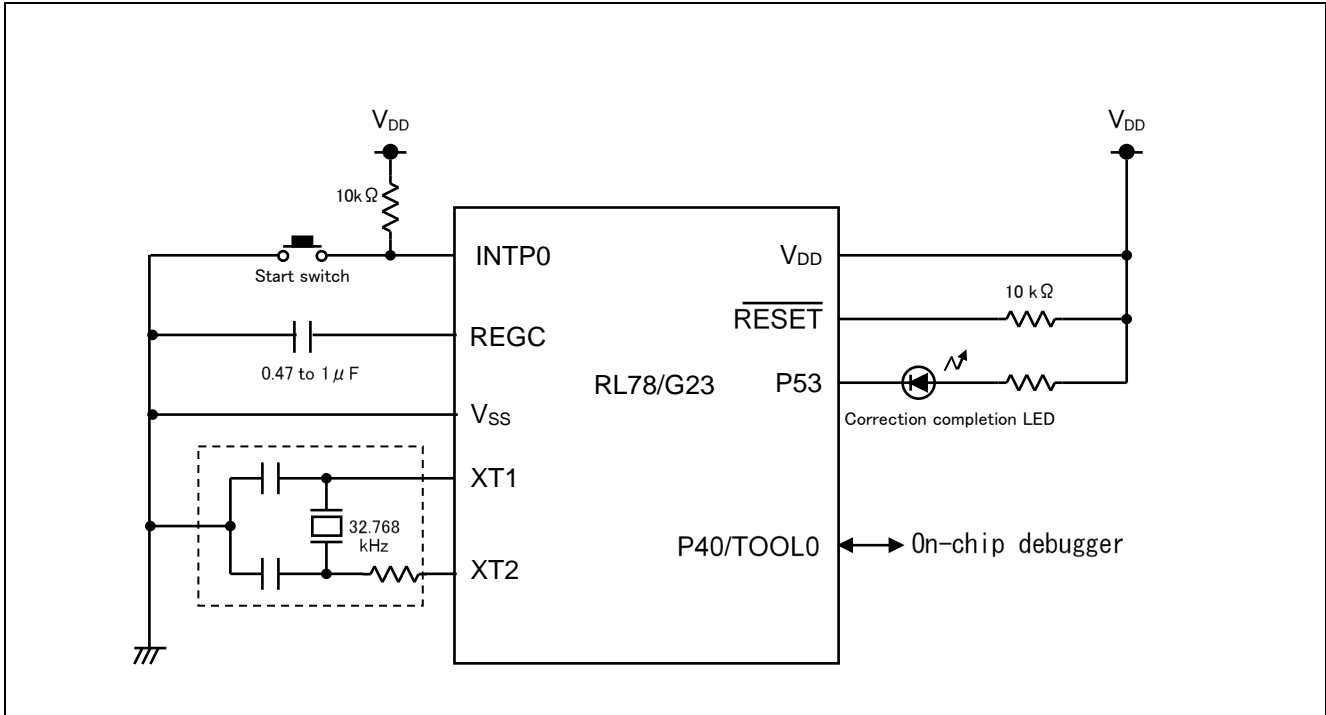 VDD
VDD
10kΩ
INTP0
VDD
Start switch
10 kΩ
RESET
REGC
0.47 to 1 μ F
RL78/G23
P53
VSS
Correction completion LED
XT1
32.768
kHz
P40/TOOL0
On-chip debugger
XT2